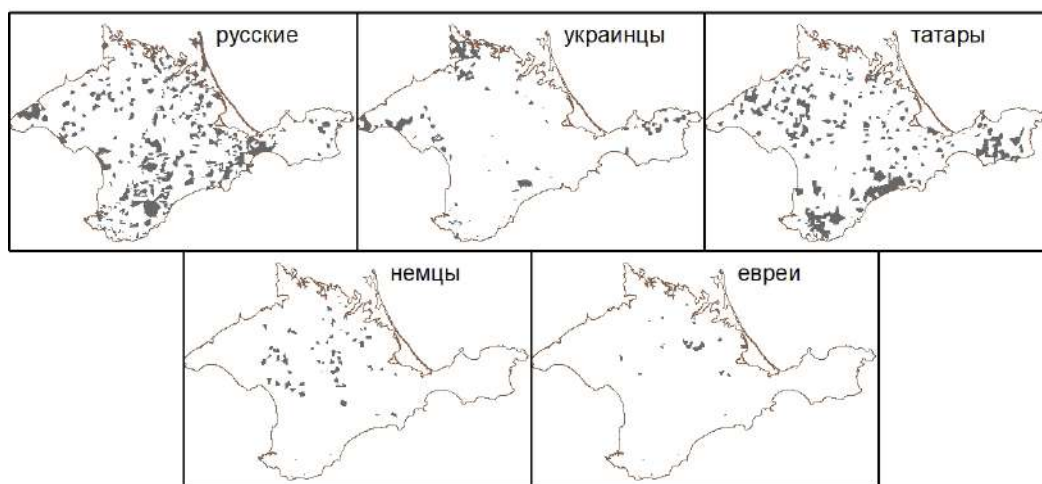 русские
украинцы
татары
немцы
евреи